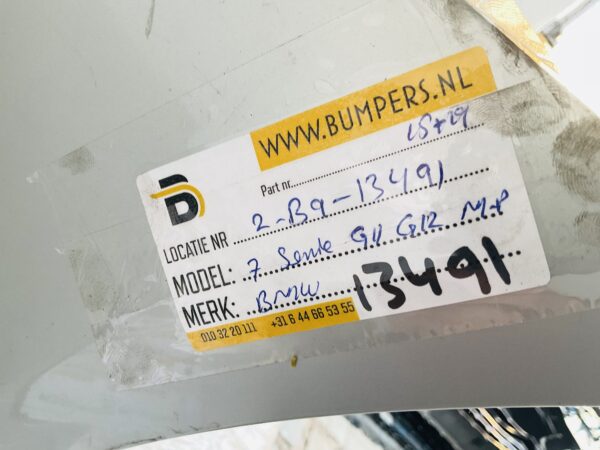 WWW.BUMPERS.NL
15+19
Part nr.
B
LOCATIE NR 2-B9-13491
MODEL: 7 Serie G11 G12 M-P
MERK: BMW 13491
010 32 20 111 +31 6 44 66 53 55